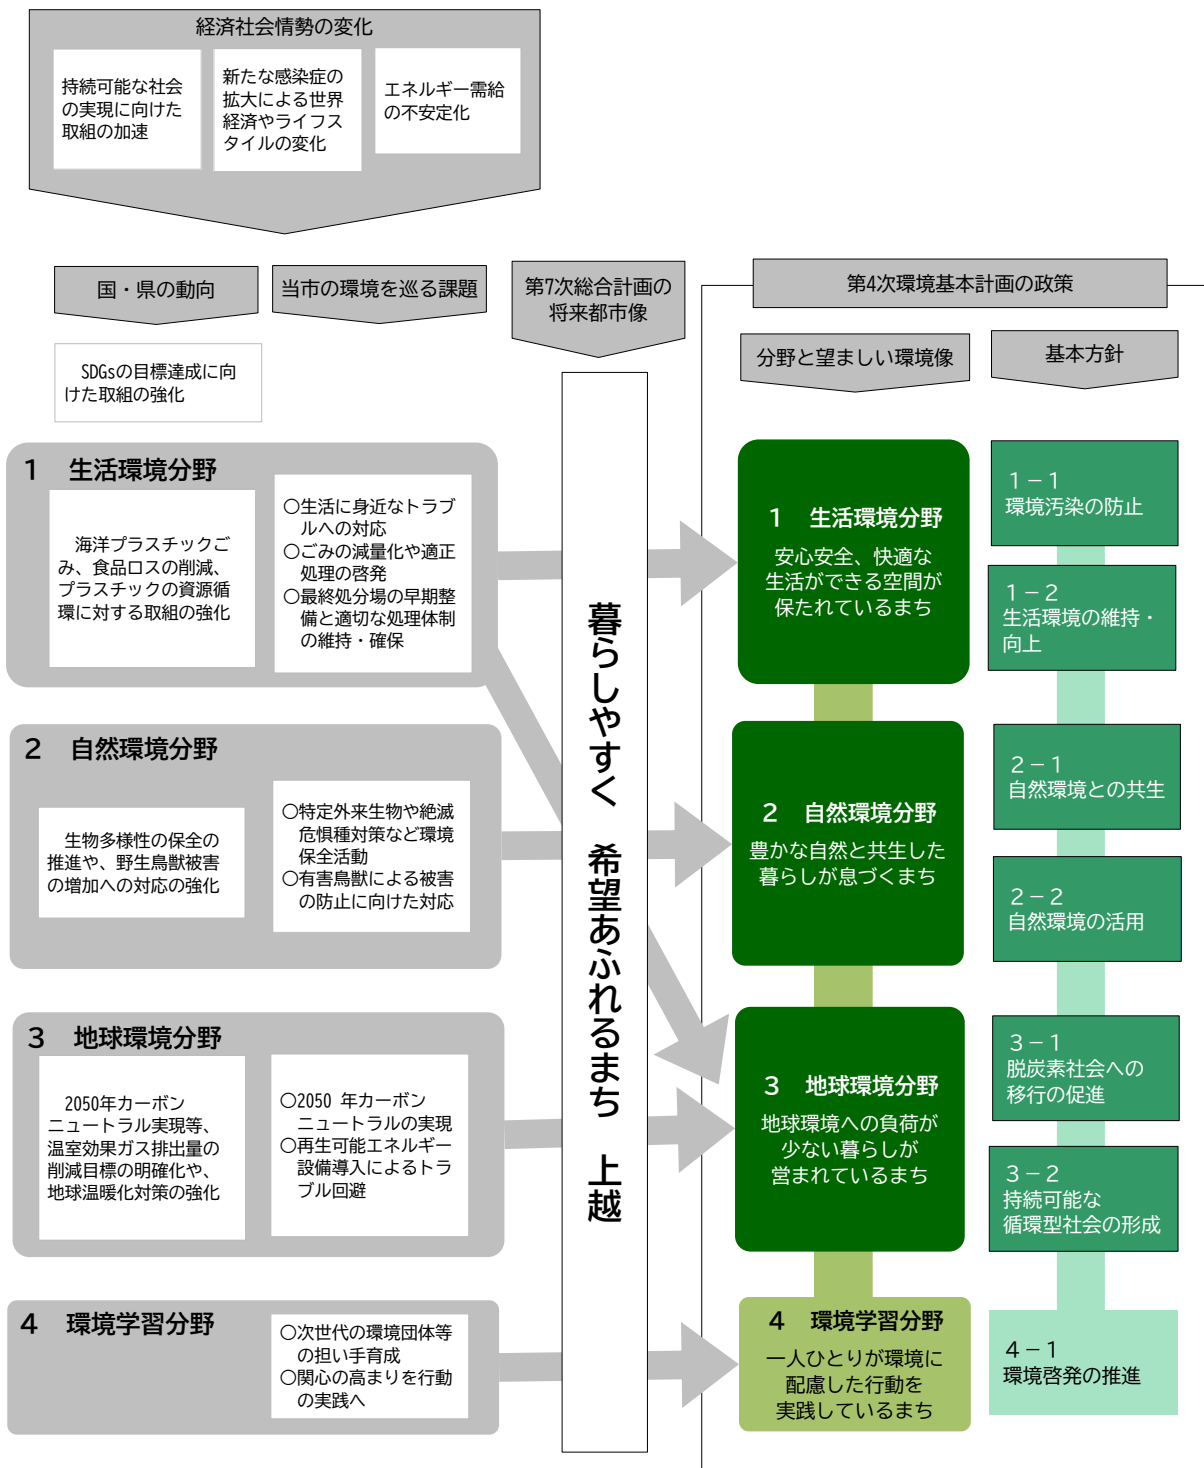 経済社会情勢の変化
持続可能な社会
の実現に向けた
取組の加速
新たな感染症の
拡大による世界
経済やライフス
タイルの変化
エネルギー需給
の不安定化
国・県の動向
当市の環境を巡る課題
第7次総合計画の
将来都市像
第4次環境基本計画の政策
分野と望ましい環境像
基本方針
SDGsの目標達成に向
けた取組の強化
1 生活環境分野
海洋プラスチックご
み、食品ロスの削減、
プラスチックの資源循
環に対する取組の強化
○生活に身近なトラブ
ルへの対応
○ごみの減量化や適正
処理の啓発
○最終処分場の早期整
備と適切な処理体制
の維持・確保
2 自然環境分野
生物多様性の保全の
推進や、野生鳥獣被害
の増加への対応の強化
○特定外来生物や絶滅
危惧種対策など環境
保全活動
○有害鳥獣による被害
の防止に向けた対応
3 地球環境分野
2050年カーボン
ニュートラル実現等、
温室効果ガス排出量の
削減目標の明確化や、
地球温暖化対策の強化
○2050 年カーボン
ニュートラルの実現
○再生可能エネルギー
設備導入によるトラ
ブル回避
4 環境学習分野
○次世代の環境団体等
の担い手育成
○関心の高まりを行動
の実践へ
暮らしやすく 希望あふれるまち 上越
1 生活環境分野
安心安全、快適な
生活ができる空間が
保たれているまち
2 自然環境分野
豊かな自然と共生した
暮らしが息づくまち
3 地球環境分野
地球環境への負荷が
少ない暮らしが
営まれているまち
4 環境学習分野
一人ひとりが環境に
配慮した行動を
実践しているまち
1-1
環境汚染の防止
1-2
生活環境の維持・
向上
2-1
自然環境との共生
2-2
自然環境の活用
3-1
脱炭素社会への
移行の促進
3-2
持続可能な
循環型社会の形成
4-1
環境啓発の推進